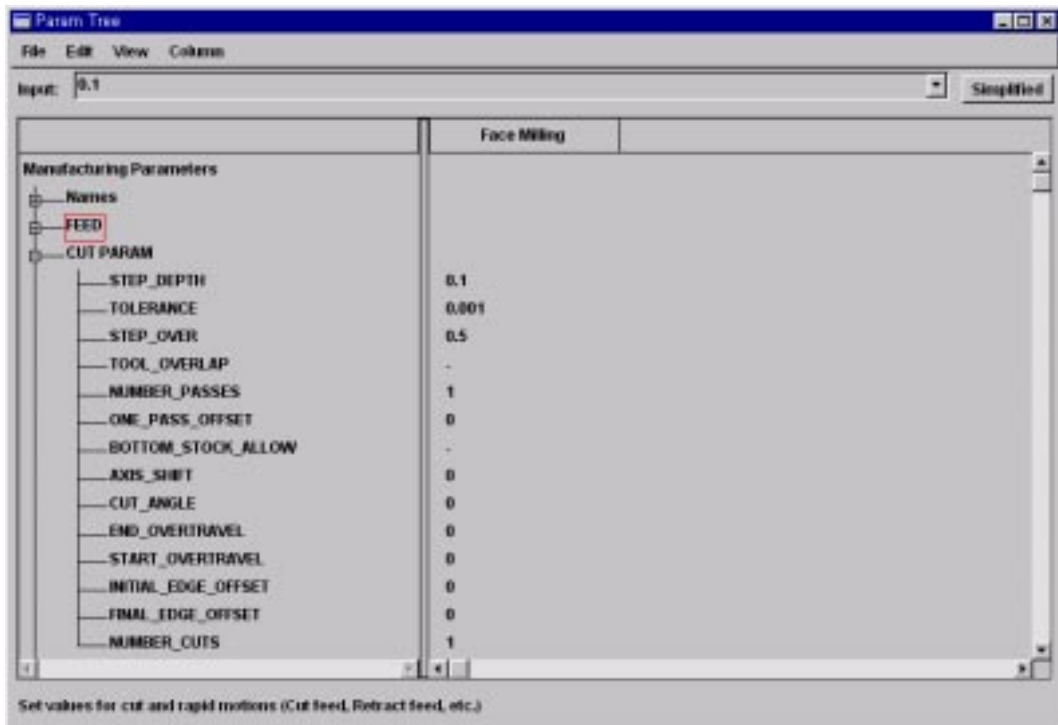 Param Tree
File Edit View Column
Input: 0.1 Simplified
Face Milling
Manufacturing Parameters
Names
FEED
CUT PARAM
STEP_DEPTH 0.1
TOLERANCE 0.001
STEP_OVER 0.5
TOOL_OVERLAP -
NUMBER_PASSES 1
ONE_PASS_OFFSET 0
BOTTOM_STOCK_ALLOW -
AXIS_SHIFT 0
CUT_ANGLE 0
END_OVERTRAVEL 0
START_OVERTRAVEL 0
INITIAL_EDGE_OFFSET 0
FINAL_EDGE_OFFSET 0
NUMBER_CUTS 1
Set values for cut and rapid motions (Cut feed, Retract feed, etc.)